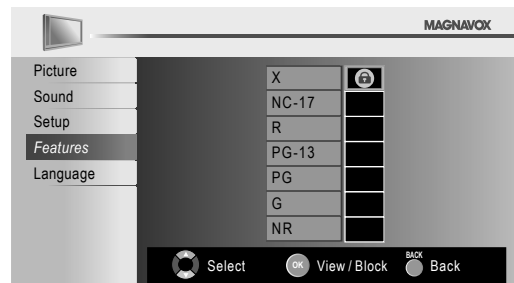 MAGNAVOX
Picture
Sound
Setup
Features
Language
X
NC-17
R
PG-13
PG
G
NR
Select
OK
View / Block
BACK
Back